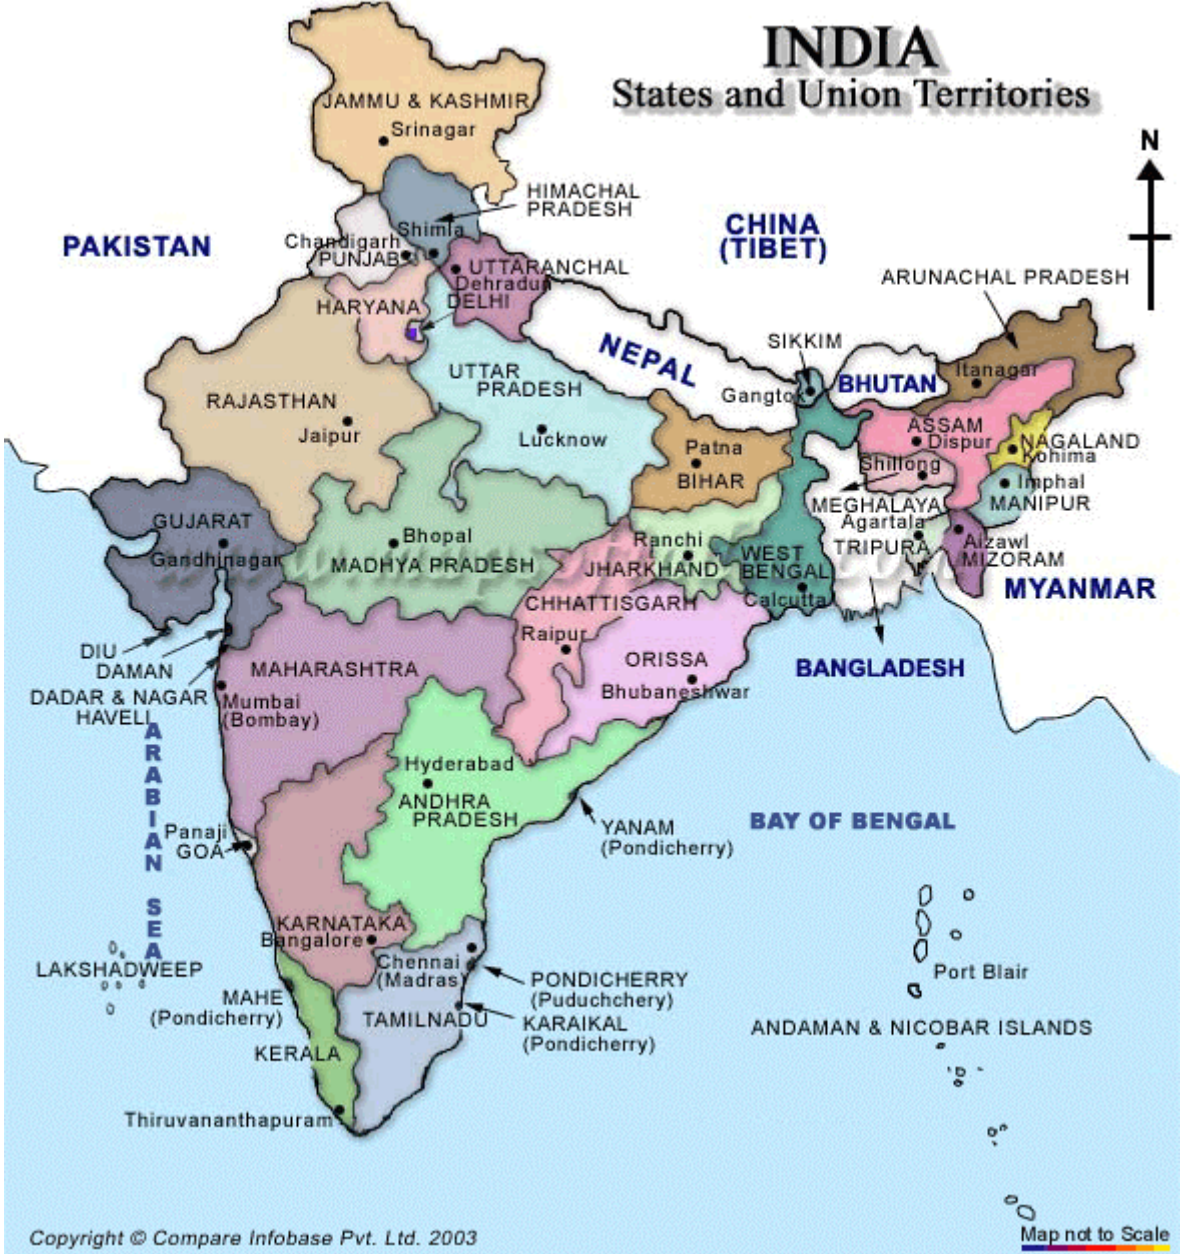 INDIA
States and Union Territories
N
JAMMU & KASHMIR
Srinagar
HIMACHAL
PRADESH
Shimla
PAKISTAN
CHINA
(TIBET)
Chandigarh
PUNJAB
UTTARANCHAL
Dehradun
DELHI
HARYANA
ARUNACHAL PRADESH
NEPAL
SIKKIM
Gangtok
BHUTAN
Itanagar
UTTAR
PRADESH
Lucknow
RAJASTHAN
Jaipur
ASSAM
Dispur
NAGALAND
Kohima
Patna
BIHAR
Shillong
MEGHALAYA
Imphal
MANIPUR
Agartala
TRIPURA
Aizawl
MIZORAM
MYANMAR
GUJARAT
Gandhinagar
Bhopal
MADHYA PRADESH
Ranchi
JHARKHAND
WEST
BENGAL
Calcutta
CHHATTISGARH
Raipur
ORISSA
Bhubaneshwar
BANGLADESH
DIU
DAMAN
DADAR & NAGAR
HAVELI
MAHARASHTRA
Mumbai
(Bombay)
ARABIAN SEA
Hyderabad
ANDHRA
PRADESH
YANAM
(Pondicherry)
BAY OF BENGAL
Panaji
GOA
KARNATAKA
Bangalore
LAKSHADWEEP
Chennai
(Madras)
PONDICHERRY
(Puduchchery)
MAHE
(Pondicherry)
TAMILNADU
KARAIKAL
(Pondicherry)
KERALA
Thiruvananthapuram
Port Blair
ANDAMAN & NICOBAR ISLANDS
Copyright © Compare Infobase Pvt. Ltd. 2003
Map not to Scale